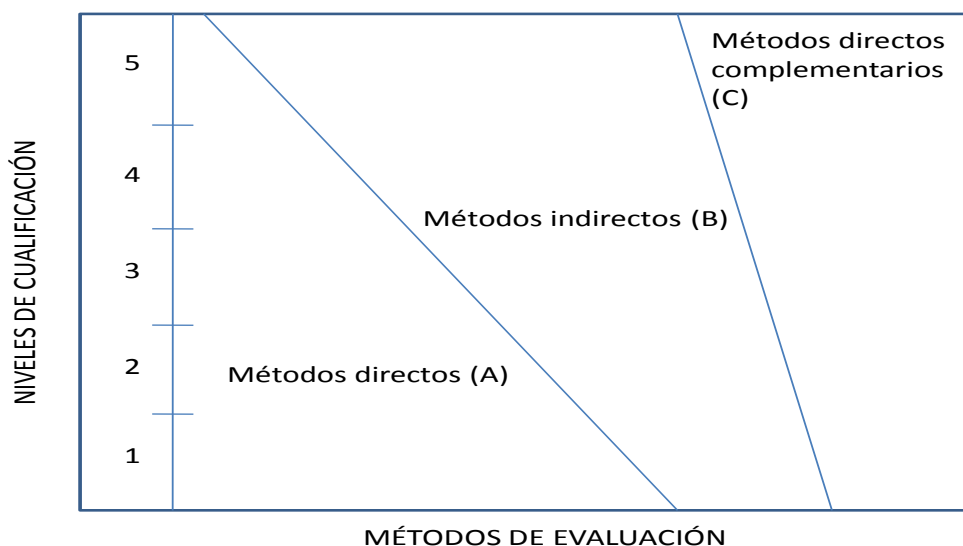 Métodos directos
complementarios
(C)
5
4
3
2
1
NIVELES DE CUALIFICACIÓN
Métodos indirectos (B)
Métodos directos (A)
MÉTODOS DE EVALUACIÓN